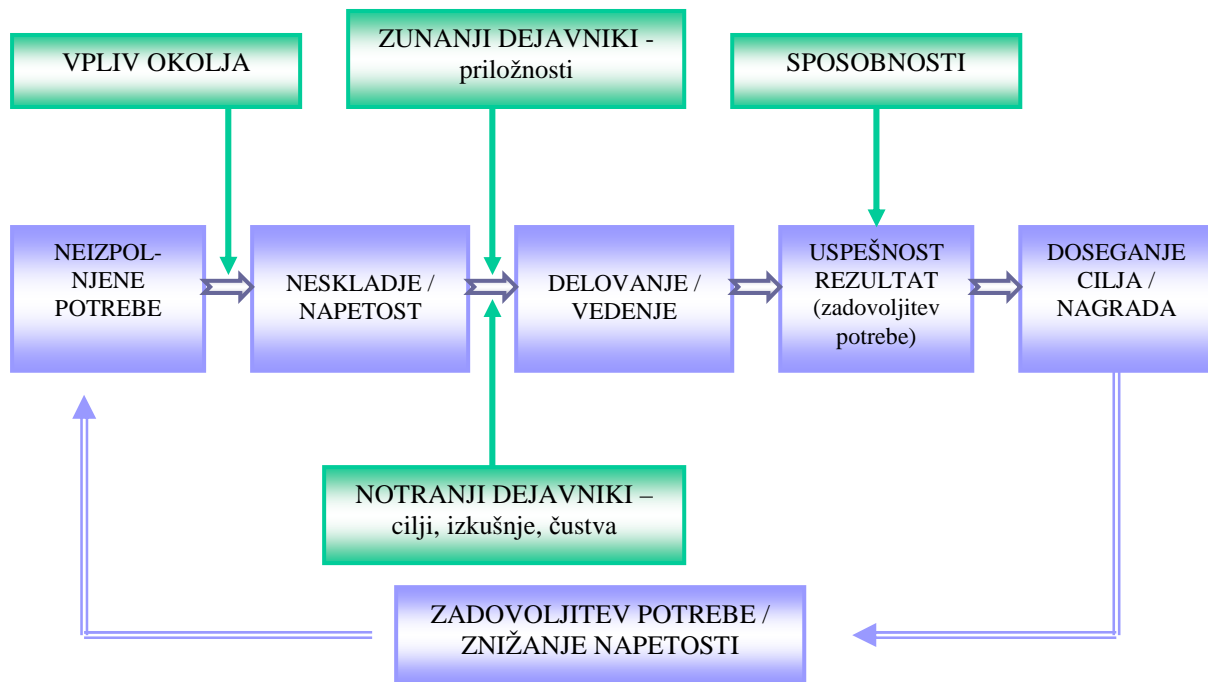 VPLIV OKOLJA
ZUNANJI DEJAVNIKI -
priložnosti
SPOSOBNOSTI
NEIZPOL-
NJENE
POTREBE
NESKLADJE /
NAPETOST
DELOVANJE /
VEDENJE
USPEŠNOST
REZULTAT
(zadovoljitev
potrebe)
DOSEGANJE
CILJA /
NAGRADA
NOTRANJI DEJAVNIKI –
cilji, izkušnje, čustva
ZADOVOLJITEV POTREBE /
ZNIŽANJE NAPETOSTI